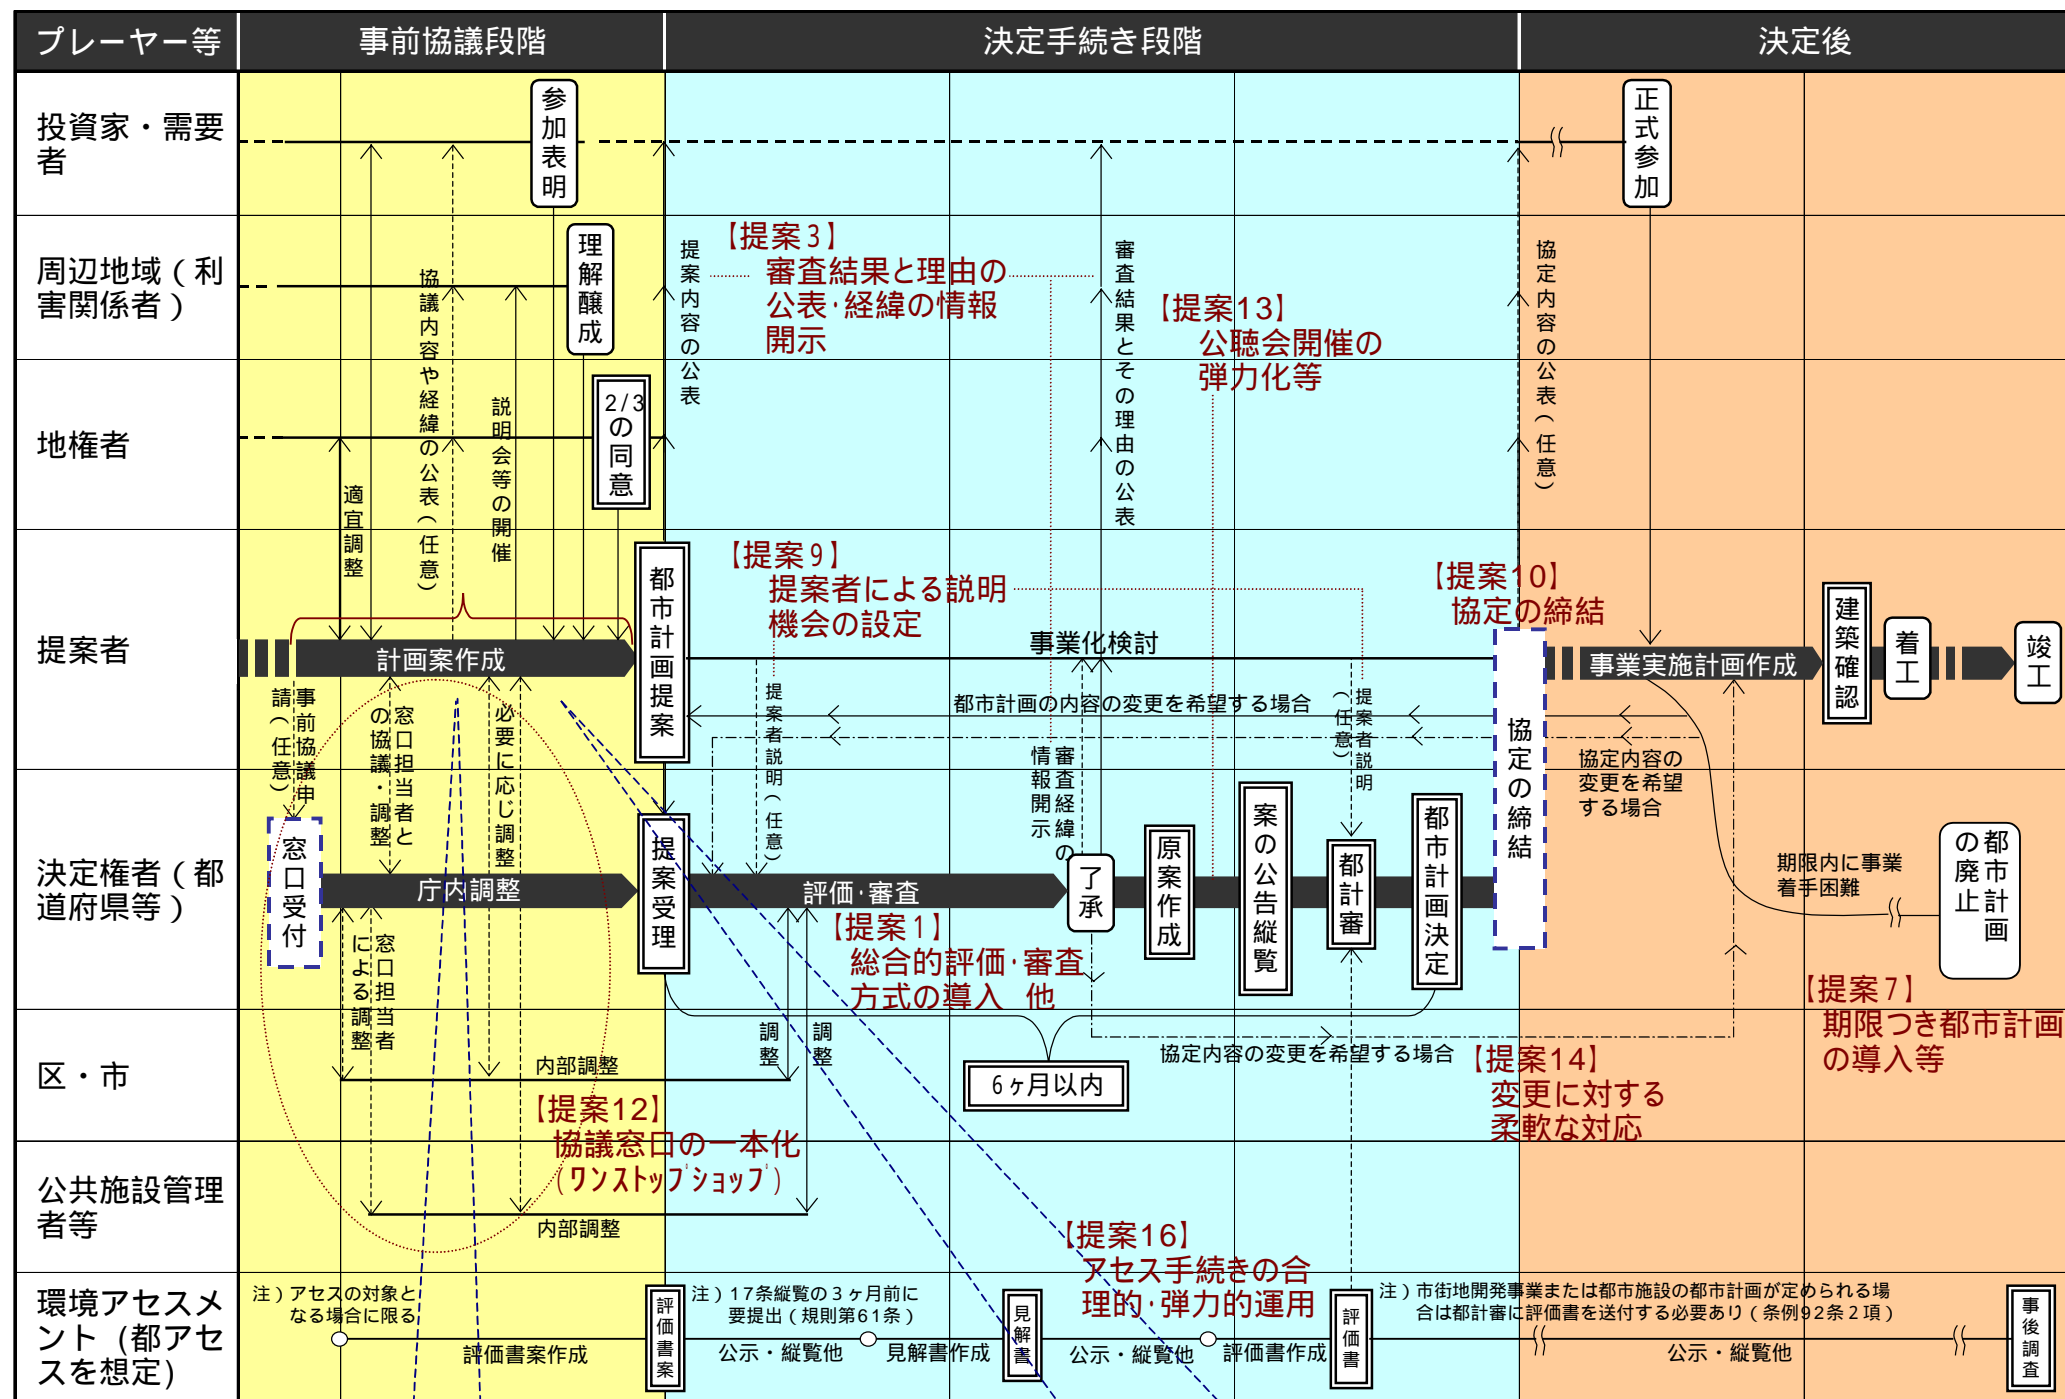 プレーヤー等
事前協議段階
決定手続き段階
決定後
投資家・需要
者
参加表明
正式参加
周辺地域（利
害関係者）
理解醸成
協議内容や経緯の公表（任意）
説明会等の開催
提案内容の公表
【提案3】
審査結果と理由の
公表･経緯の情報
開示
審査結果とその理由の公表
【提案13】
公聴会開催の
弾力化等
協定内容の公表（任意）
地権者
適宜調整
2/3
の同意
提案者
計画案作成
都市計画提案
【提案9】
提案者による説明
機会の設定
事業化検討
【提案10】
協定の締結
事業実施計画作成
建築確認
着工
竣工
事前協議申
請（任意）
窓口担当者と
の協議・調整
必要に応じ調整
提案者説明（任意）
都市計画の内容の変更を希望する場合
審査経緯の
情報開示
提案者説明
（任意）
協定の締結
協定内容の
変更を希望
する場合
決定権者（都
道府県等）
窓口受付
庁内調整
提案受理
評価･審査
了承
原案作成
案の公告縦覧
都計審
都市計画決定
期限内に事業
着手困難
都市計画
の廃止
窓口担当者
による調整
【提案1】
総合的評価･審査
方式の導入　他
【提案7】
期限つき都市計画
の導入等
区・市
内部調整
調整
調整
6ヶ月以内
協定内容の変更を希望する場合
【提案14】
変更に対する
柔軟な対応
【提案12】
協議窓口の一本化
(ﾜﾝｽﾄｯﾌﾟｼｮｯﾌﾟ)
公共施設管理
者等
内部調整
【提案16】
アセス手続きの合
理的･弾力的運用
環境アセスメ
ント（都アセ
スを想定）
注）アセスの対象と
なる場合に限る
評価書案作成
評価書案
注）17条縦覧の3ヶ月前に
要提出（規則第61条）
公示・縦覧他
見解書作成
見解書
公示・縦覧他
評価書作成
評価書
注）市街地開発事業または都市施設の都市計画が定められる場
合は都計審に評価書を送付する必要あり（条例92条2項）
公示・縦覧他
事後調査